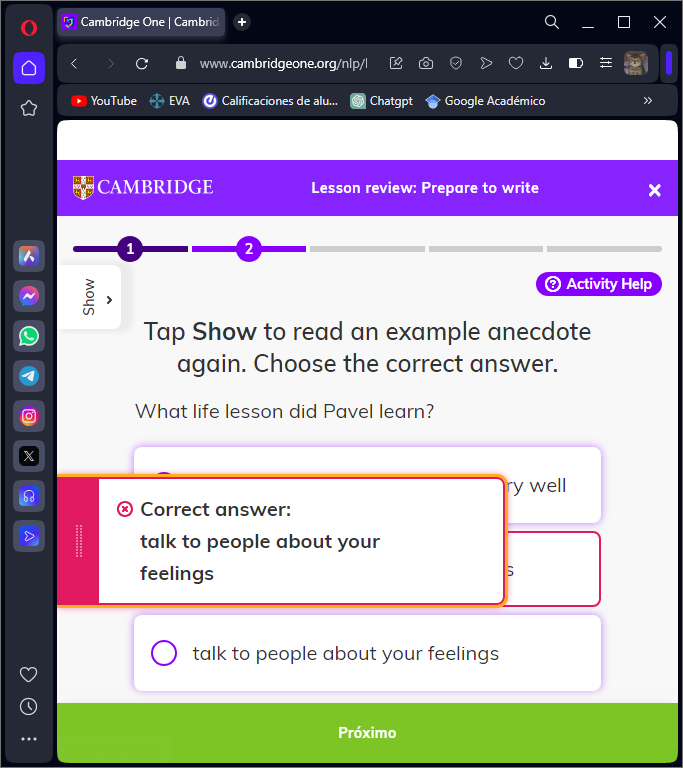 Cambridge One | Cambrid
www.cambridgeone.org/nlp/l
YouTube
EVA
Calificaciones de alu...
Chatgpt
Google Académico
CAMBRIDGE
Lesson review: Prepare to write
1
2
Show
Activity Help
Tap Show to read an example anecdote
again. Choose the correct answer.
What life lesson did Pavel learn?
well
Correct answer:
talk to people about your
feelings
talk to people about your feelings
Próximo